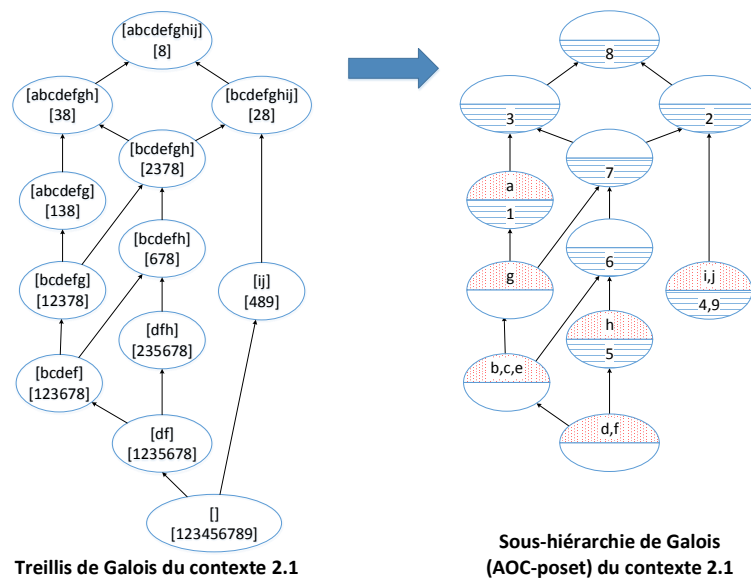 [abcdefghij]
[8]
[abcdefgh]
[38]
[bcdefghij]
[28]
[bcdefgh]
[2378]
[abcdefg]
[138]
[bcdefh]
[678]
[bcdefg]
[12378]
[ij]
[489]
[dfh]
[235678]
[bcdef]
[123678]
[df]
[1235678]
[]
[123456789]
Treillis de Galois du contexte 2.1
8
3
2
7
a
1
6
g
i,j
4,9
h
5
b,c,e
d,f
Sous-hiérarchie de Galois
(AOC-poset) du contexte 2.1